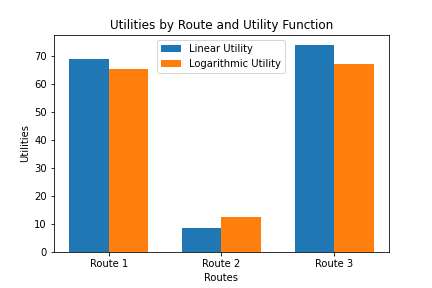 Utilities by Route and Utility Function
Linear Utility
Logarithmic Utility
Utilities
70
60
50
40
30
20
10
0
Route 1 Route 2 Route 3
Routes